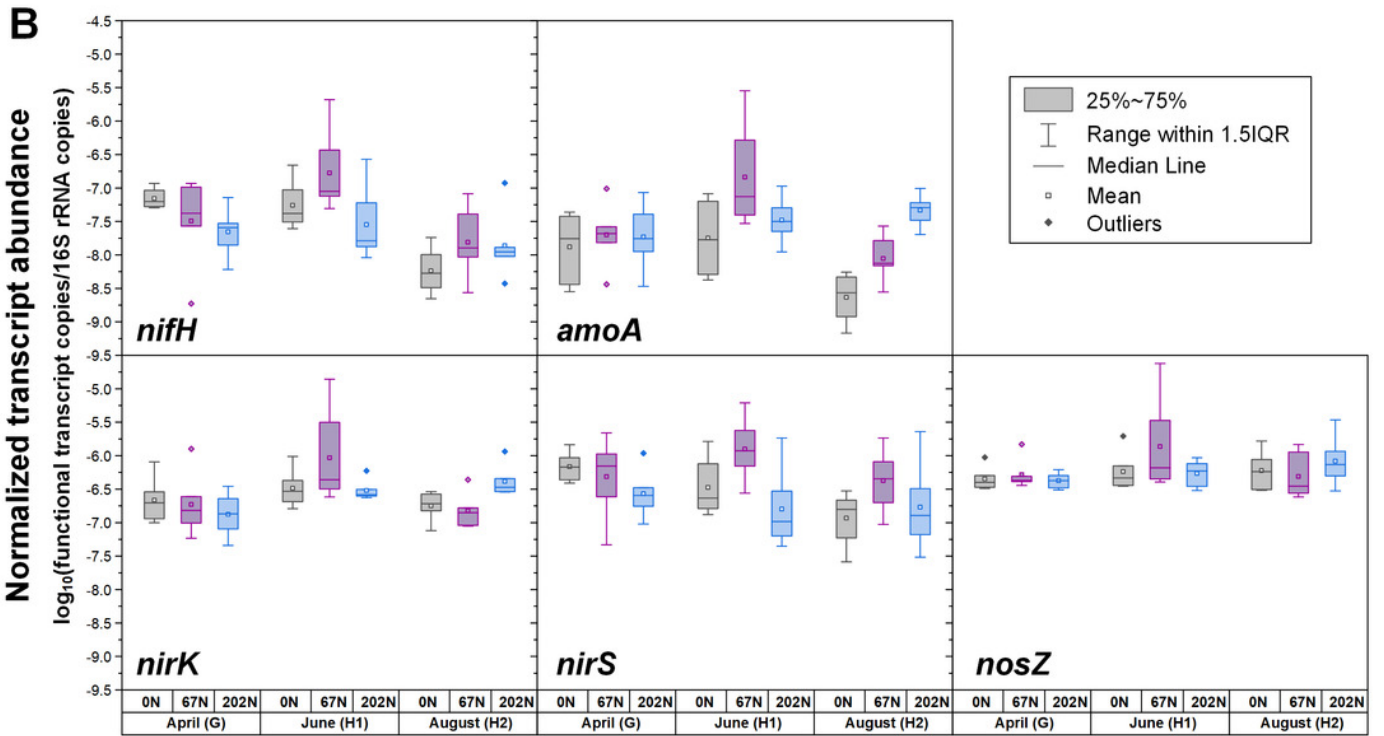 B
Normalized transcript abundance
log₁₀(functional transcript copies/16S rRNA copies)
-4.5
-5.0
-5.5
-6.0
-6.5
-7.0
-7.5
-8.0
-8.5
-9.0
-9.5
-5.0
-5.5
-6.0
-6.5
-7.0
-7.5
-8.0
-8.5
-9.0
-9.5
nifH
amoA
nirK
nirS
nosZ
25%~75%
Range within 1.5IQR
Median Line
Mean
Outliers
0N 67N 202N 0N 67N 202N 0N 67N 202N 0N 67N 202N 0N 67N 202N 0N 67N 202N 0N 67N 202N 0N 67N 202N 0N 67N 202N
April (G) June (H1) August (H2) April (G) June (H1) August (H2) April (G) June (H1) August (H2)